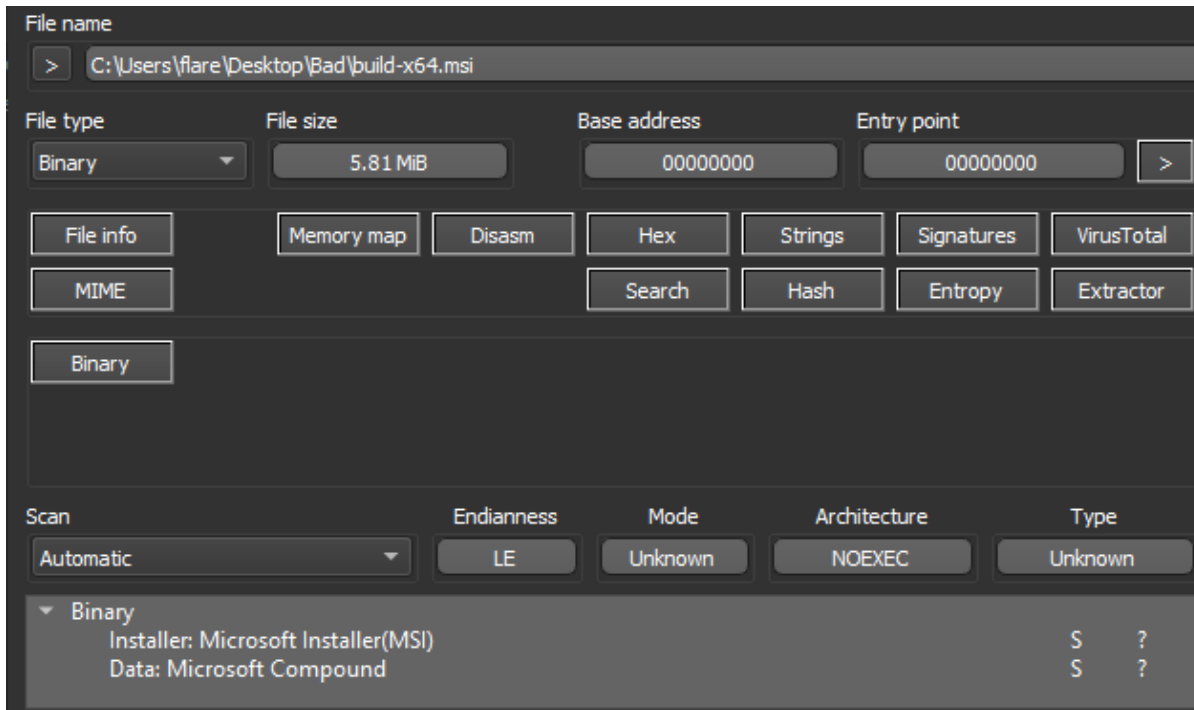 File name
> C:\Users\flare\Desktop\Bad\build-x64.msi
File type File size Base address Entry point
Binary 5.81 MiB 00000000 00000000 >
File info Memory map Disasm Hex Strings Signatures VirusTotal
MIME Search Hash Entropy Extractor
Binary
Scan Endianness Mode Architecture Type
Automatic LE Unknown NOEXEC Unknown
Binary
Installer: Microsoft Installer(MSI) S ?
Data: Microsoft Compound S ?